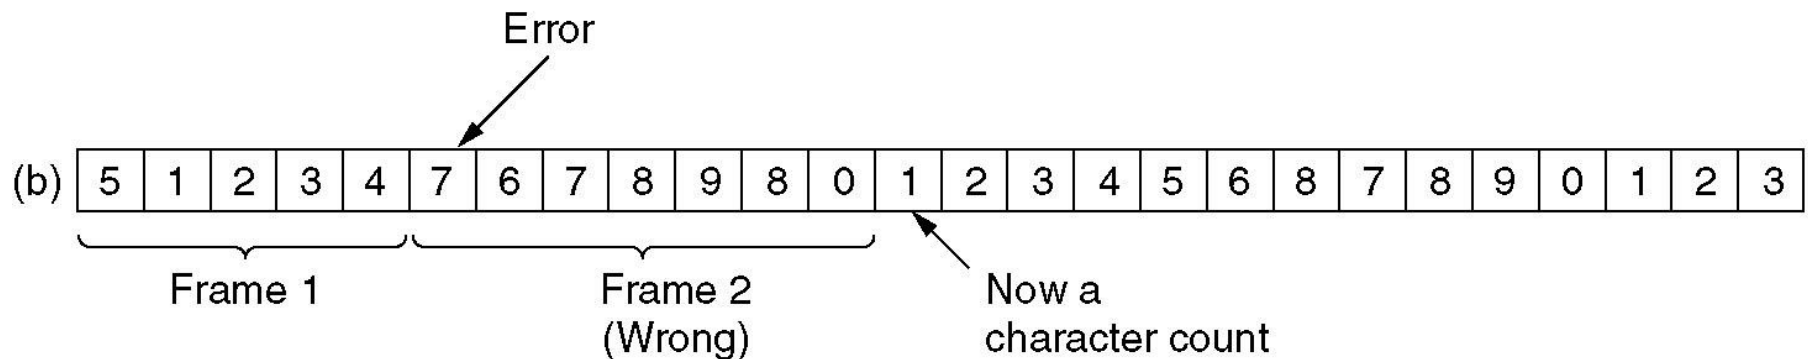 Error
(b) 5 1 2 3 4 7 6 7 8 9 8 0 1 2 3 4 5 6 8 7 8 9 0 1 2 3
Frame 1
Frame 2
(Wrong)
Now a
character count